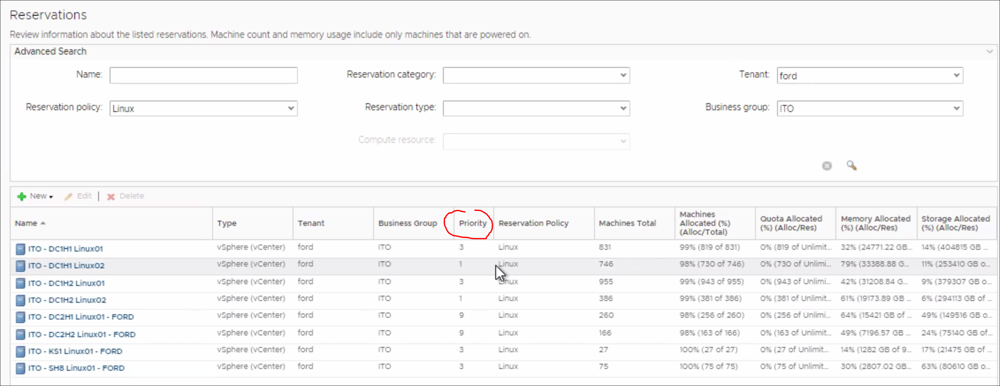 Reservations
Review information about the listed reservations. Machine count and memory usage include only machines that are powered on.
Advanced Search
Name: Reservation category: Tenant: ford
Reservation policy: Linux Reservation type: Business group: ITO
Compute resource:
New Edit | Delete
Name Type Tenant Business Group Priority Reservation Policy Machines Total Machines Allocated (%) (Alloc/Total) Quota Allocated (%) (Alloc/Res) Memory Allocated (%) (Alloc/Res) Storage Allocated (%) (Alloc/Res)
ITO - DC1H1 Linux01 vSphere (vCenter) ford ITO 3 Linux 831 99% (819 of 831) 0% (819 of Unlimit... 32% (24771.22 GB... 14% (404815 GB ...
ITO - DC1H1 Linux02 vSphere (vCenter) ford ITO 1 Linux 746 98% (730 of 746) 0% (730 of Unlimi... 79% (33388.88 G... 11% (253410 GB o...
ITO - DC1H2 Linux01 vSphere (vCenter) ford ITO 3 Linux 955 99% (943 of 955) 0% (943 of Unlimi... 42% (31208.84 G... 9% (379307 GB o...
ITO - DC1H2 Linux02 vSphere (vCenter) ford ITO 1 Linux 386 99% (381 of 386) 0% (381 of Unlimit... 61% (19173.89 GB ... 6% (294113 GB of ...
ITO - DC2H1 Linux01 - FORD vSphere (vCenter) ford ITO 9 Linux 260 98% (256 of 260) 0% (256 of Unlimi... 64% (15421 GB of ... 49% (149516 GB o...
ITO - DC2H2 Linux01 - FORD vSphere (vCenter) ford ITO 9 Linux 166 98% (163 of 166) 0% (163 of Unlimit... 49% (7196.57 GB ... 24% (75140 GB of...
ITO - KS1 Linux01 - FORD vSphere (vCenter) ford ITO 3 Linux 27 100% (27 of 27) 0% (27 of Unlimit... 14% (1282 GB of 9... 17% (21475 GB of ...
ITO - SH8 Linux01 - FORD vSphere (vCenter) ford ITO 3 Linux 75 100% (75 of 75) 0% (75 of Unlimit... 30% (2807.02 GB... 63% (80610 GB o...